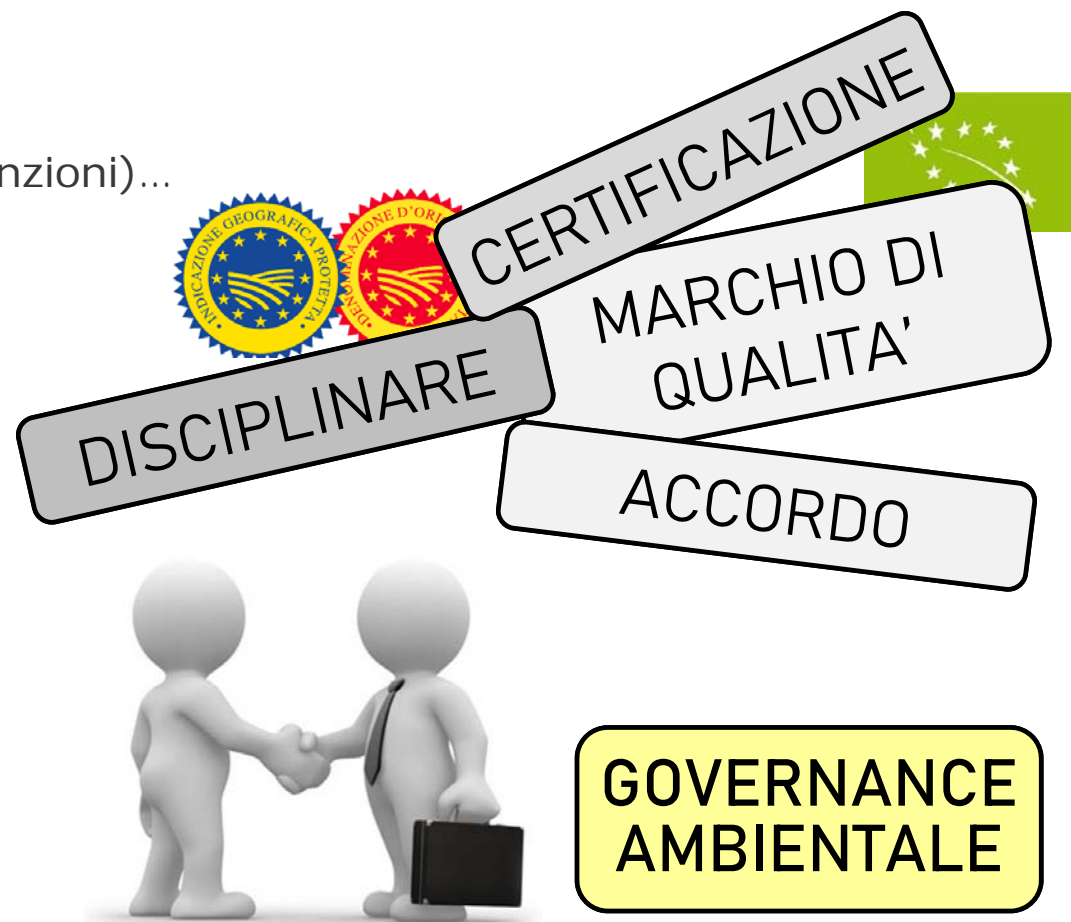 nzioni)...
CERTIFICAZIONE
INDICAZIONE GEOGRAFICA PROTETTA
MARCHIO DI
QUALITA'
DISCIPLINARE
ACCORDO
GOVERNANCE
AMBIENTALE